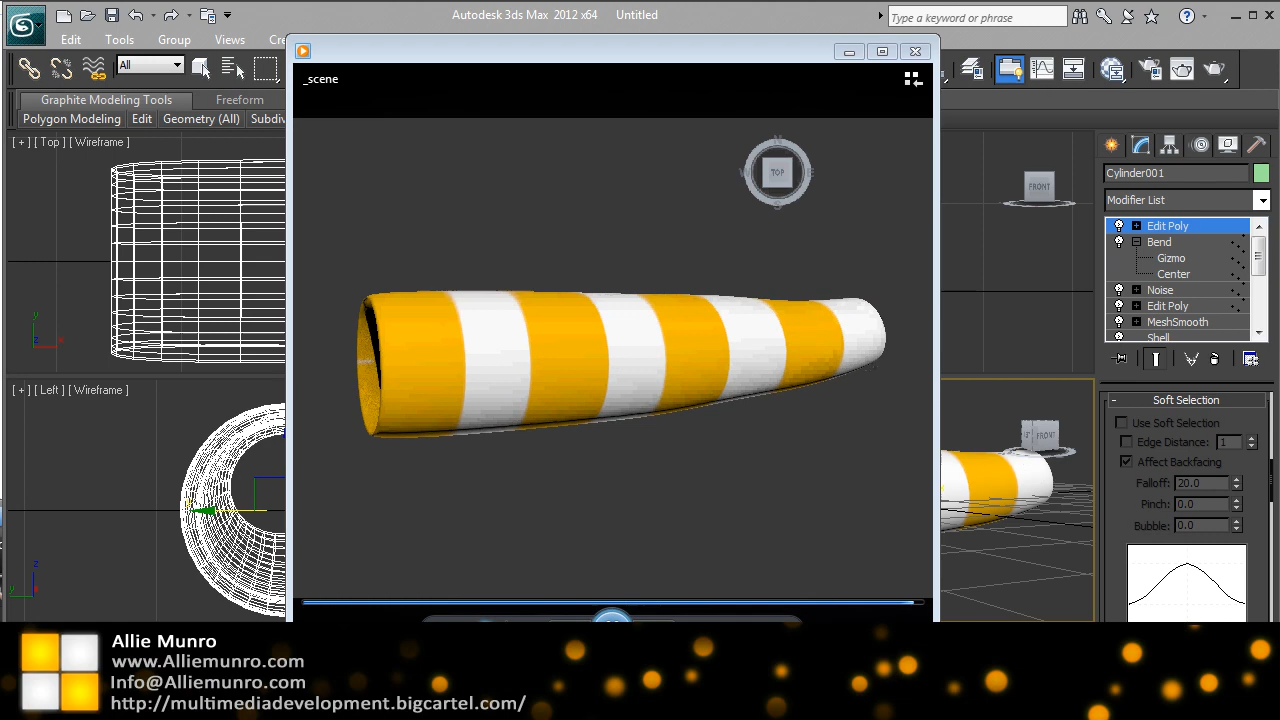 Autodesk 3ds Max 2012 x64 Untitled
Type a keyword or phrase
Edit Tools Group Views
All
Graphite Modeling Tools Freeform
Polygon Modeling Edit Geometry (All)
[ + ] [ Top ] [ Wireframe ]
_scene
N
TOP
S
FRONT
y
x
z
[ + ] [ Left ] [ Wireframe ]
z
y
x
FRONT
Cylinder001
Modifier List
Edit Poly
Bend
Gizmo
Center
Noise
Edit Poly
MeshSmooth
Shell
- Soft Selection
Use Soft Selection
Edge Distance: 1
Affect Backfacing
Falloff: 20.0
Pinch: 0.0
Bubble: 0.0
Allie Munro
www.Alliemunro.com
Info@Alliemunro.com
http://multimediadevelopment.bigcartel.com/